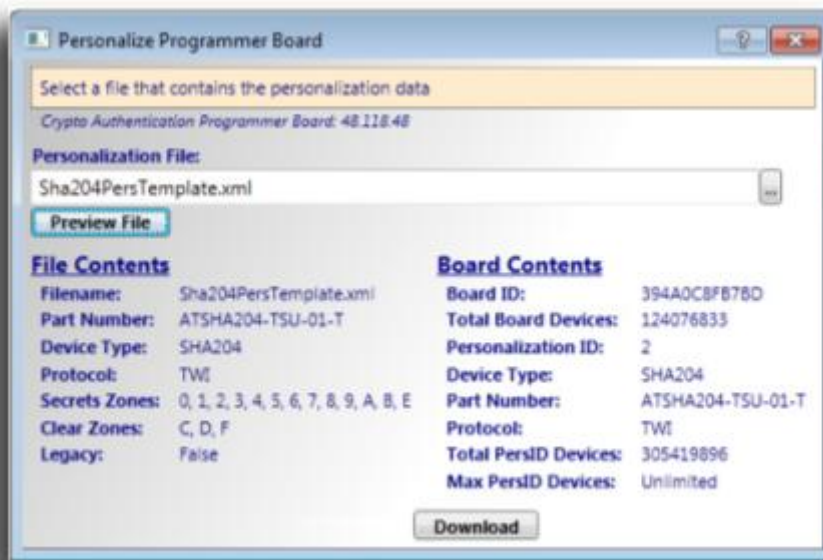 Personalize Programmer Board
Select a file that contains the personalization data
Crypto Authentication Programmer Board: 48.118.48
Personalization File:
Sha204PersTemplate.xml
...
Preview File
File Contents
Filename: Sha204PersTemplate.xml
Part Number: ATSHA204-TSU-01-T
Device Type: SHA204
Protocol: TWI
Secrets Zones: 0, 1, 2, 3, 4, 5, 6, 7, 8, 9, A, B, E
Clear Zones: C, D, F
Legacy: False
Board Contents
Board ID: 394A0C8FB7BD
Total Board Devices: 124076833
Personalization ID: 2
Device Type: SHA204
Part Number: ATSHA204-TSU-01-T
Protocol: TWI
Total PersID Devices: 305419896
Max PersID Devices: Unlimited
Download